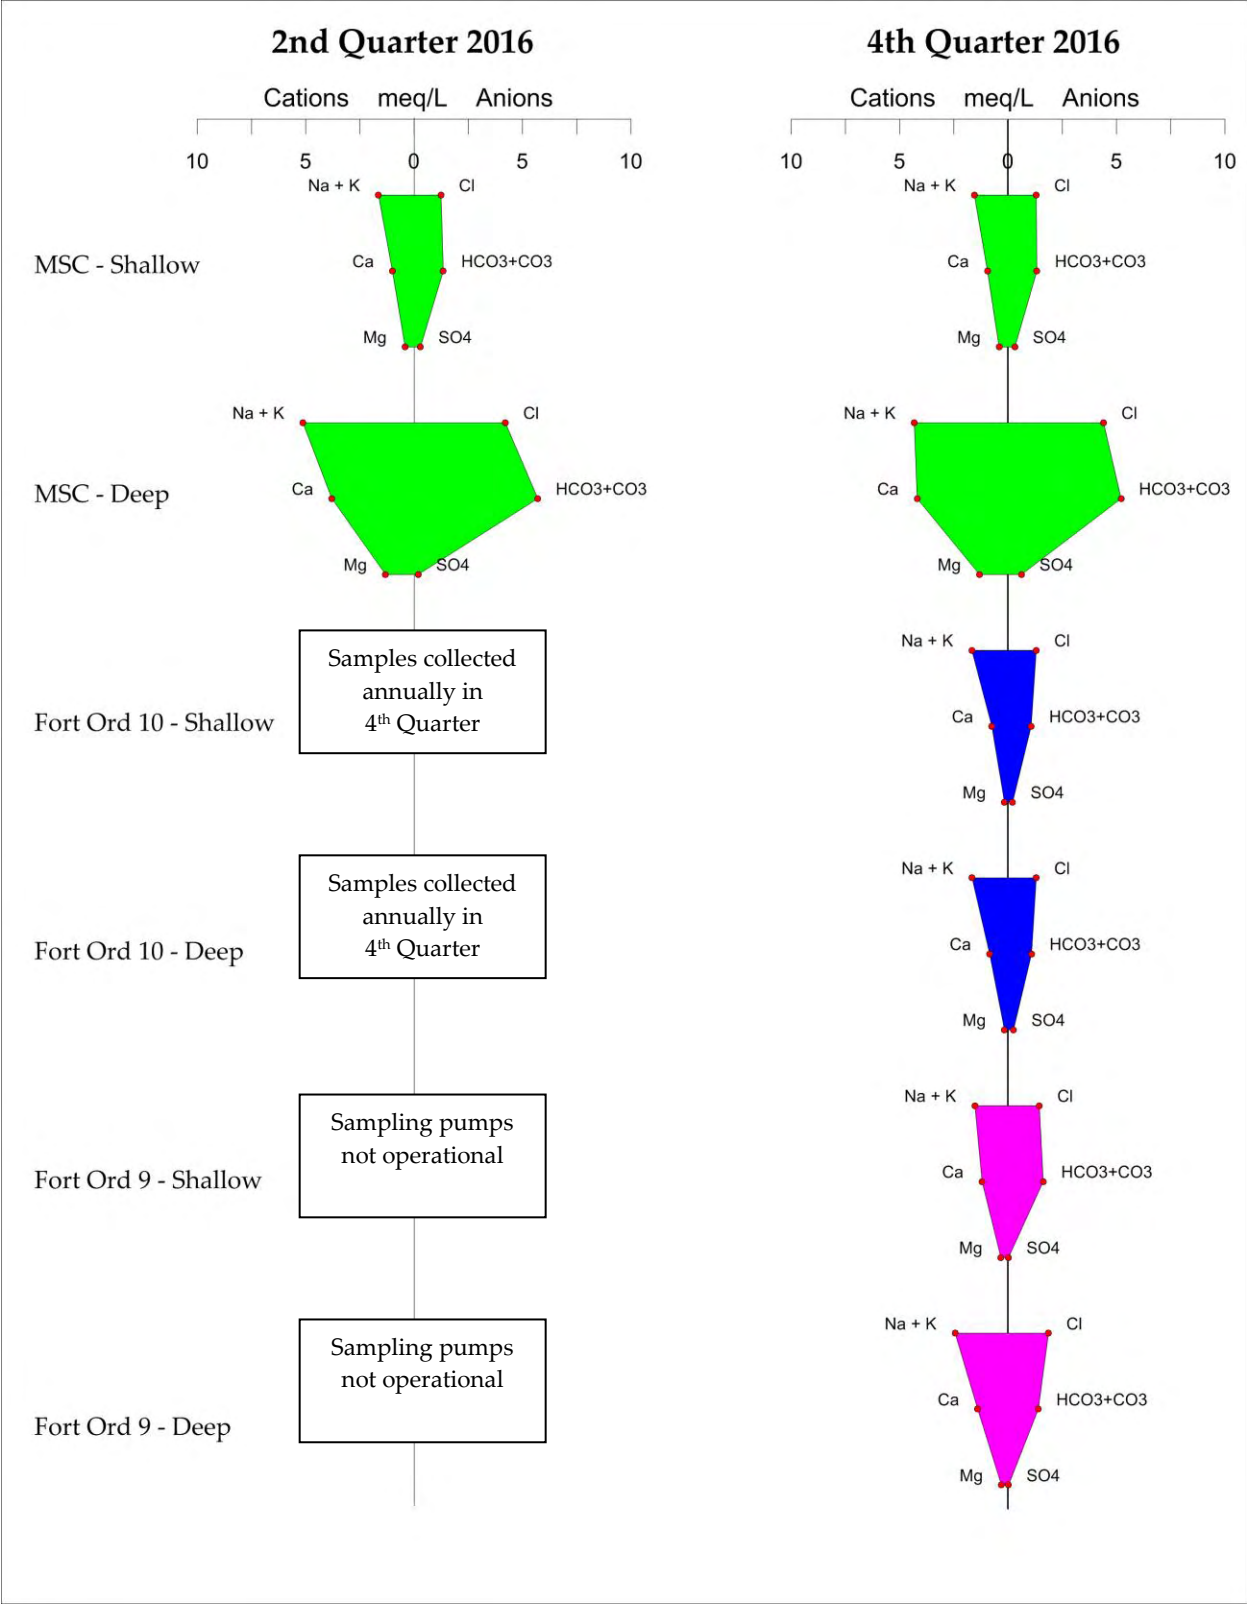 2nd Quarter 2016
4th Quarter 2016
Cations meq/L Anions
Cations meq/L Anions
10 5 0 5 10
10 5 0 5 10
Na + K Cl
Na + K Cl
MSC - Shallow
Ca HCO3+CO3
Ca HCO3+CO3
Mg SO4
Mg SO4
Na + K Cl
Na + K Cl
MSC - Deep
Ca HCO3+CO3
Ca HCO3+CO3
Mg SO4
Mg SO4
Samples collected
annually in
4th Quarter
Fort Ord 10 - Shallow
Na + K Cl
Ca HCO3+CO3
Mg SO4
Samples collected
annually in
4th Quarter
Fort Ord 10 - Deep
Na + K Cl
Ca HCO3+CO3
Mg SO4
Sampling pumps
not operational
Fort Ord 9 - Shallow
Na + K Cl
Ca HCO3+CO3
Mg SO4
Sampling pumps
not operational
Fort Ord 9 - Deep
Na + K Cl
Ca HCO3+CO3
Mg SO4